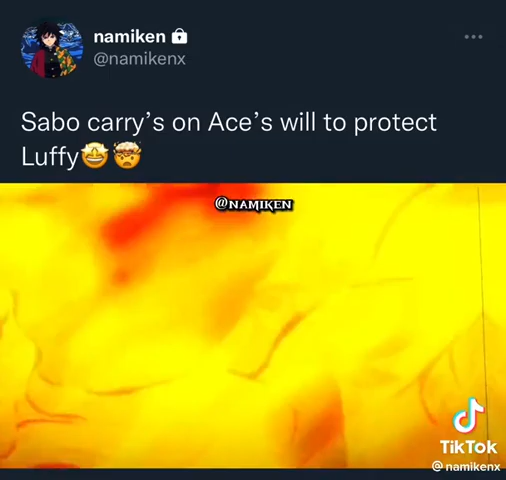 namiken
@namikenx
Sabo carry's on Ace's will to protect
Luffy🤩🤯
@NAMIKEN
TikTok
@namikenx